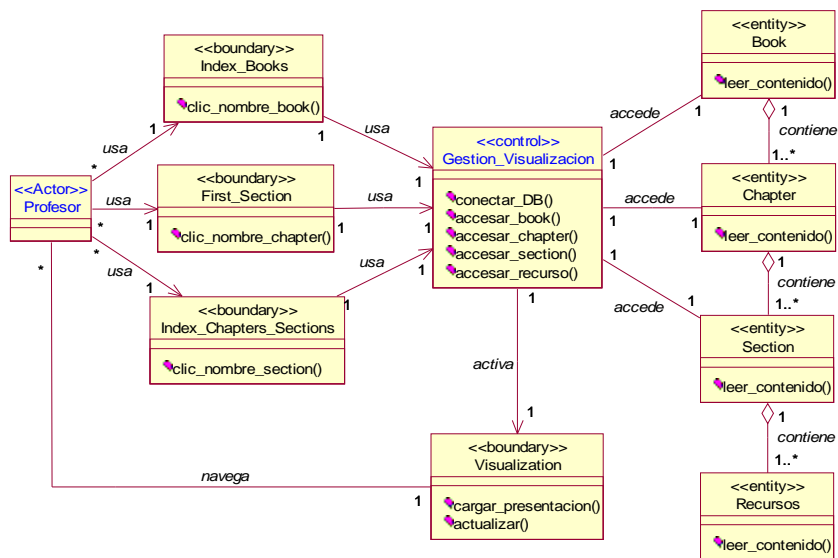 <<boundary>>
Index_Books
clic_nombre_book()
<<entity>>
Book
leer_contenido()
usa
1
*
1
usa
1
accede
1
1
1
contiene
1..*
<<control>>
Gestion_Visualizacion
conectar_DB()
accesar_book()
accesar_chapter()
accesar_section()
accesar_recurso()
<<Actor>>
Profesor
usa
*
1
<<boundary>>
First_Section
clic_nombre_chapter()
usa
1
1
accede
1
1
<<entity>>
Chapter
leer_contenido()
usa
*
1
<<boundary>>
Index_Chapters_Sections
clic_nombre_section()
usa
1
1
accede
1
1
1
contiene
1..*
<<entity>>
Section
leer_contenido()
*
1
activa
1
1
contiene
1..*
<<boundary>>
Visualization
cargar_presentacion()
actualizar()
navega
1
<<entity>>
Recursos
leer_contenido()